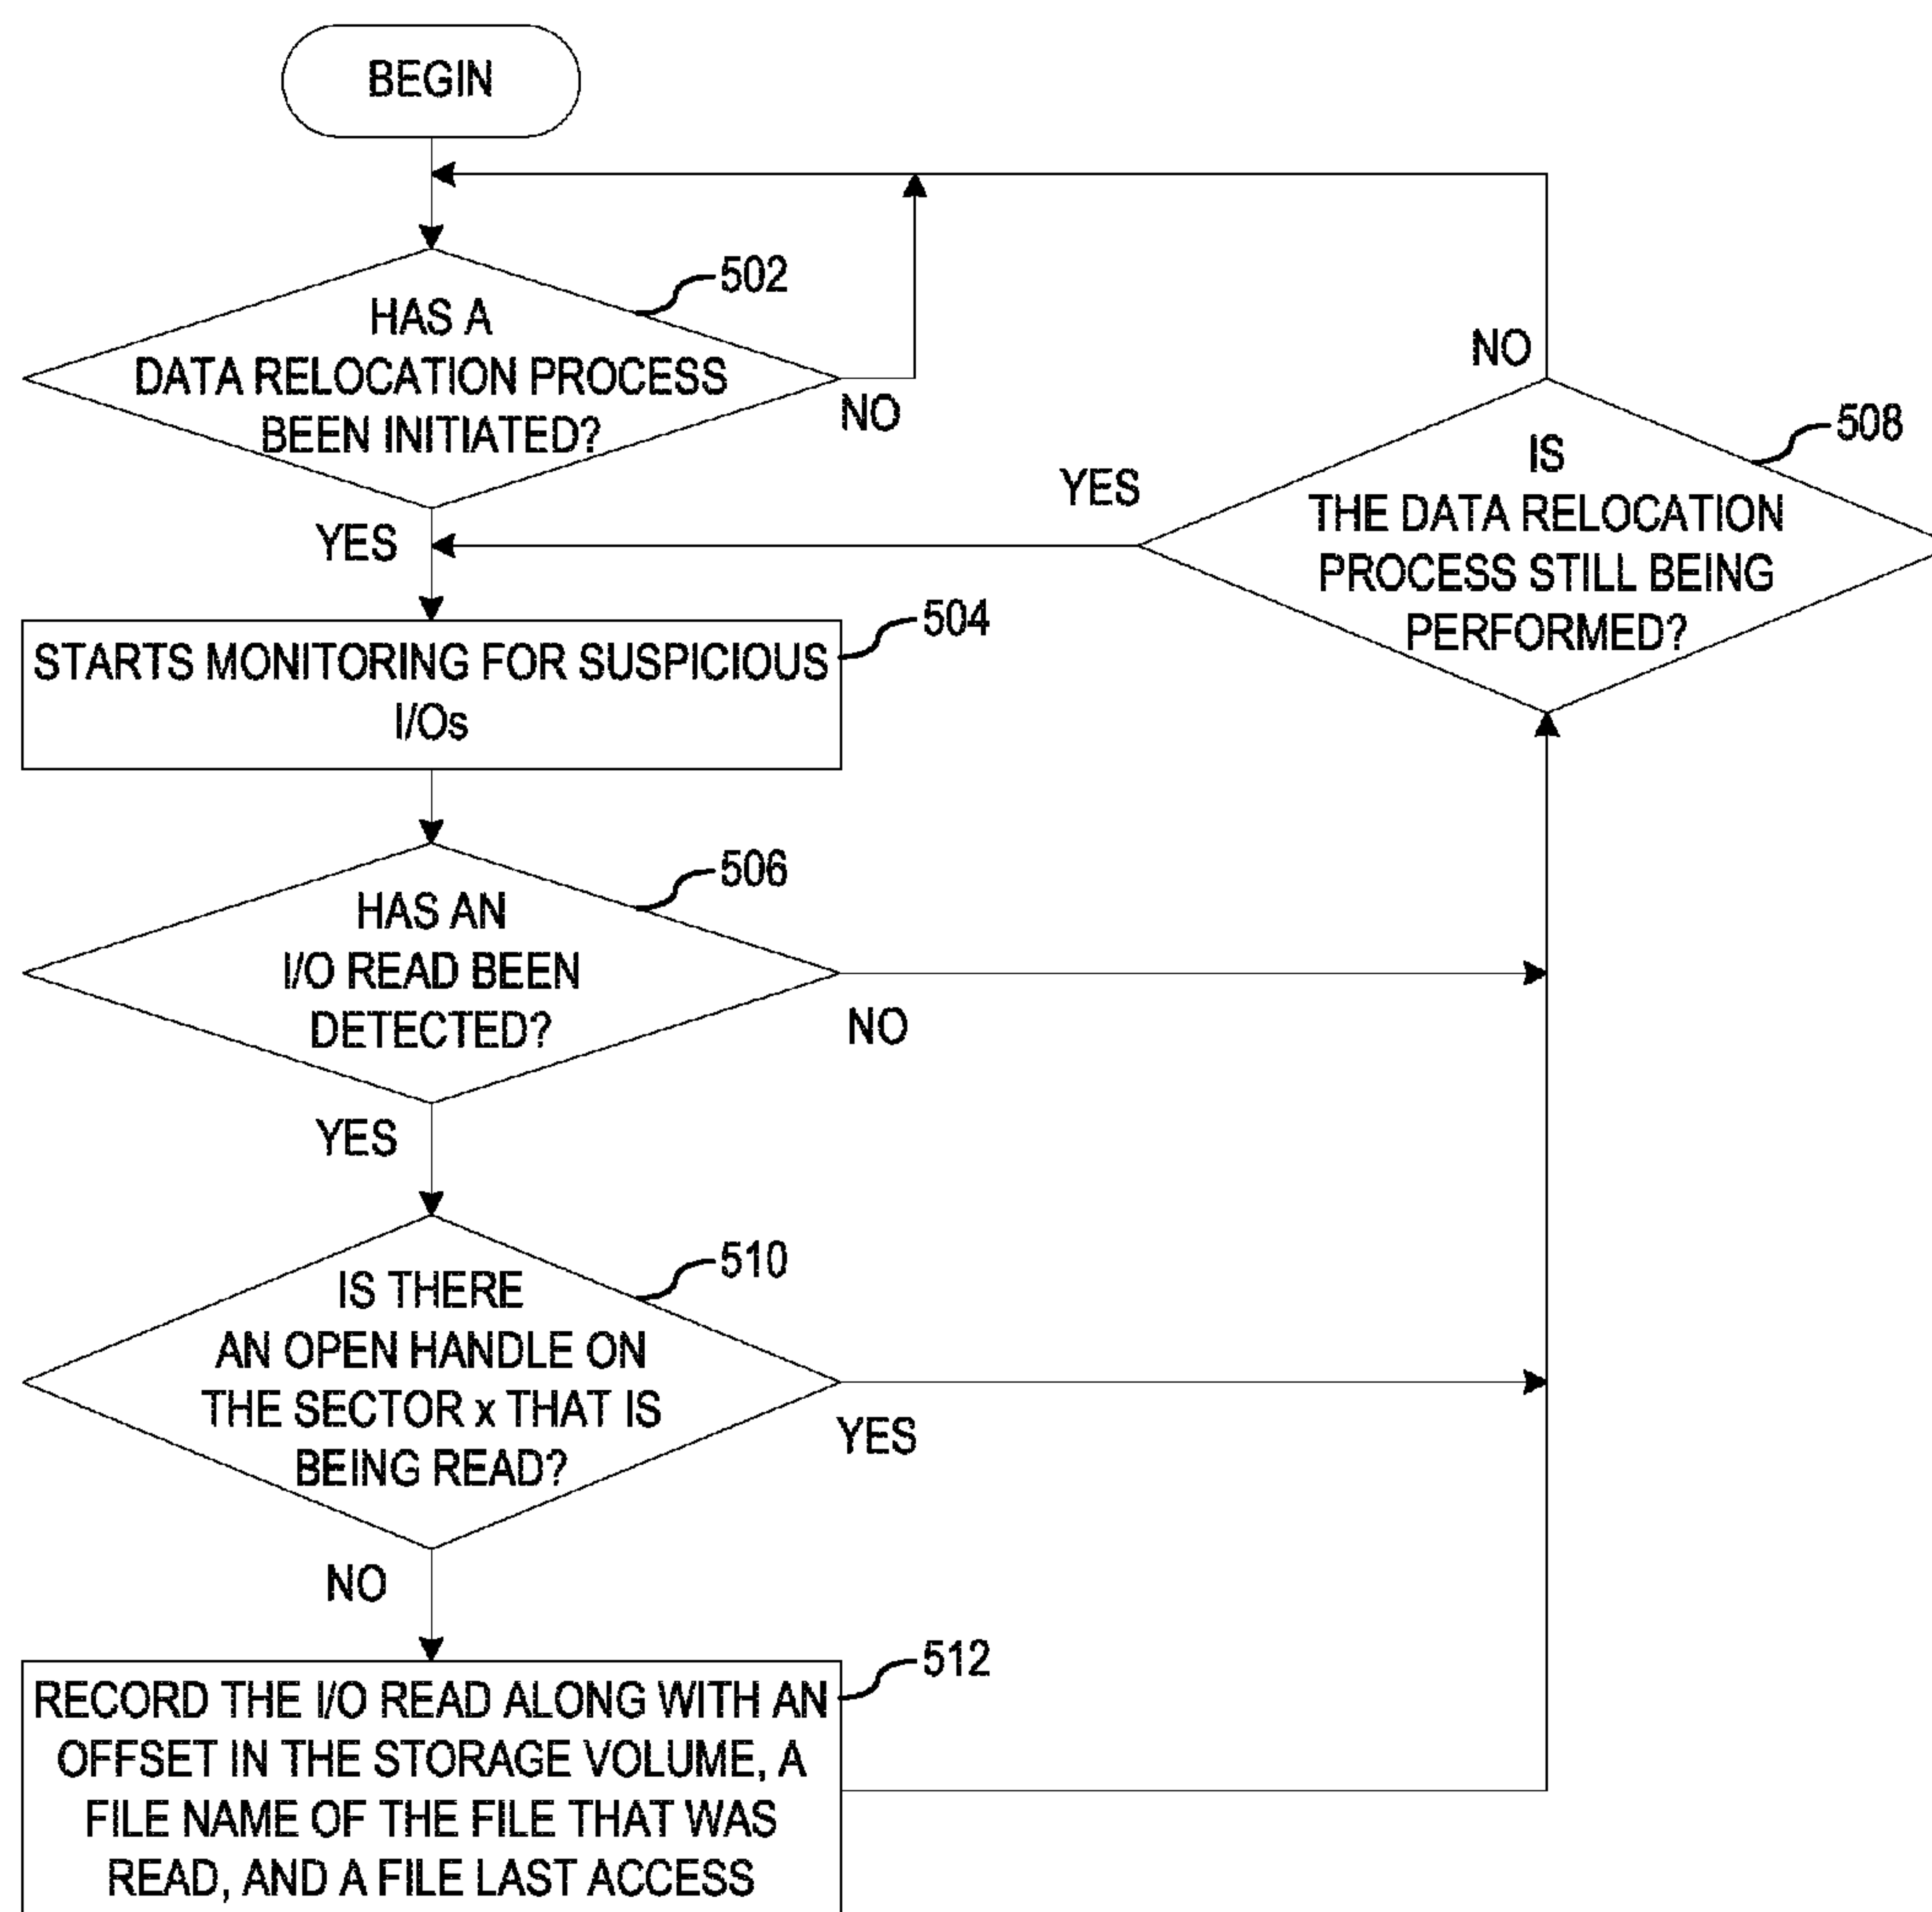 BEGIN
502
HAS A
DATA RELOCATION PROCESS
BEEN INITIATED?
NO
YES
NO
508
IS
THE DATA RELOCATION
PROCESS STILL BEING
PERFORMED?
YES
504
STARTS MONITORING FOR SUSPICIOUS
I/Os
506
HAS AN
I/O READ BEEN
DETECTED?
NO
YES
510
IS THERE
AN OPEN HANDLE ON
THE SECTOR x THAT IS
BEING READ?
YES
NO
512
RECORD THE I/O READ ALONG WITH AN
OFFSET IN THE STORAGE VOLUME, A
FILE NAME OF THE FILE THAT WAS
READ, AND A FILE LAST ACCESS